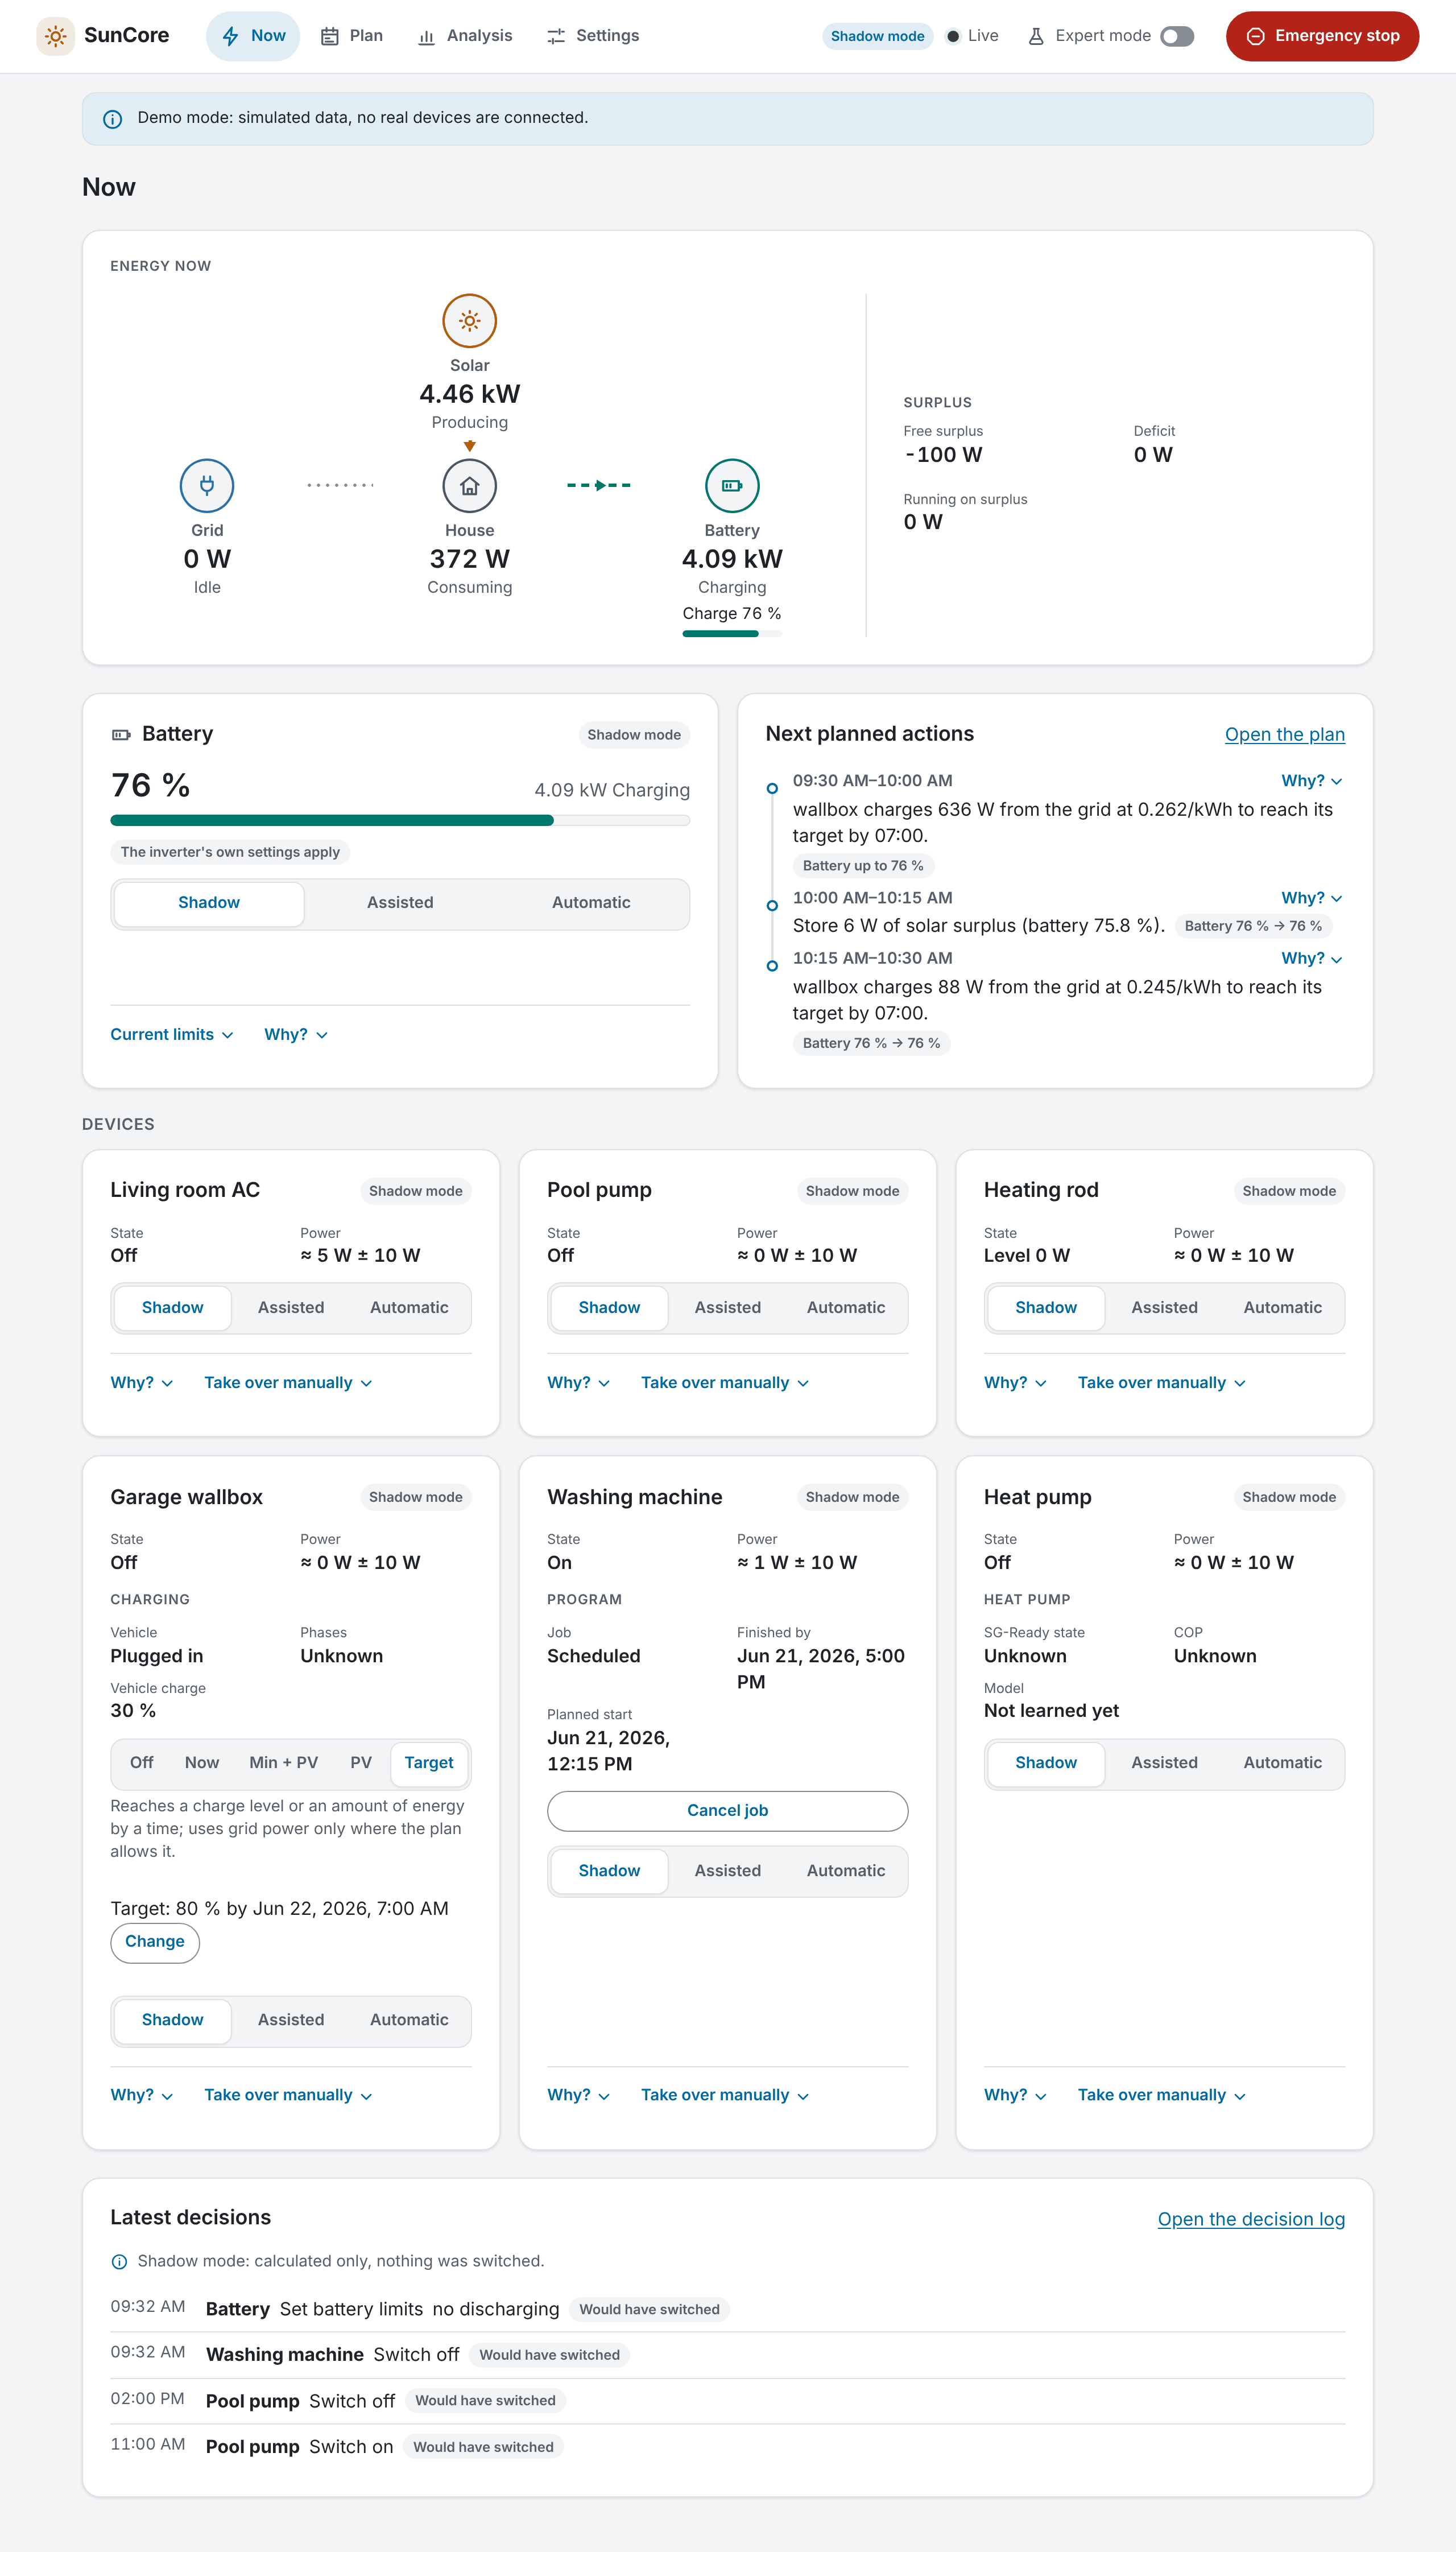 SunCore
Now
Plan
Analysis
Settings
Shadow mode
Live
Expert mode
Emergency stop
Demo mode: simulated data, no real devices are connected.
Now
ENERGY NOW
Solar
4.46 kW
Producing
Grid
0 W
Idle
House
372 W
Consuming
Battery
4.09 kW
Charging
Charge 76 %
SURPLUS
Free surplus
-100 W
Deficit
0 W
Running on surplus
0 W
Battery
Shadow mode
76 %
4.09 kW Charging
The inverter's own settings apply
Shadow
Assisted
Automatic
Current limits
Why?
Next planned actions
Open the plan
09:30 AM–10:00 AM
Why?
wallbox charges 636 W from the grid at 0.262/kWh to reach its
target by 07:00.
Battery up to 76 %
10:00 AM–10:15 AM
Why?
Store 6 W of solar surplus (battery 75.8 %).
Battery 76 % → 76 %
10:15 AM–10:30 AM
Why?
wallbox charges 88 W from the grid at 0.245/kWh to reach its
target by 07:00.
Battery 76 % → 76 %
DEVICES
Living room AC
Shadow mode
State
Off
Power
≈ 5 W ± 10 W
Shadow
Assisted
Automatic
Why?
Take over manually
Pool pump
Shadow mode
State
Off
Power
≈ 0 W ± 10 W
Shadow
Assisted
Automatic
Why?
Take over manually
Heating rod
Shadow mode
State
Level 0 W
Power
≈ 0 W ± 10 W
Shadow
Assisted
Automatic
Why?
Take over manually
Garage wallbox
Shadow mode
State
Off
Power
≈ 0 W ± 10 W
CHARGING
Vehicle
Plugged in
Phases
Unknown
Vehicle charge
30 %
Off
Now
Min + PV
PV
Target
Reaches a charge level or an amount of energy
by a time; uses grid power only where the plan
allows it.
Target: 80 % by Jun 22, 2026, 7:00 AM
Change
Shadow
Assisted
Automatic
Why?
Take over manually
Washing machine
Shadow mode
State
On
Power
≈ 1 W ± 10 W
PROGRAM
Job
Scheduled
Finished by
Jun 21, 2026, 5:00
PM
Planned start
Jun 21, 2026,
12:15 PM
Cancel job
Shadow
Assisted
Automatic
Why?
Take over manually
Heat pump
Shadow mode
State
Off
Power
≈ 0 W ± 10 W
HEAT PUMP
SG-Ready state
Unknown
COP
Unknown
Model
Not learned yet
Shadow
Assisted
Automatic
Why?
Take over manually
Latest decisions
Open the decision log
Shadow mode: calculated only, nothing was switched.
09:32 AM Battery Set battery limits no discharging Would have switched
09:32 AM Washing machine Switch off Would have switched
02:00 PM Pool pump Switch off Would have switched
11:00 AM Pool pump Switch on Would have switched